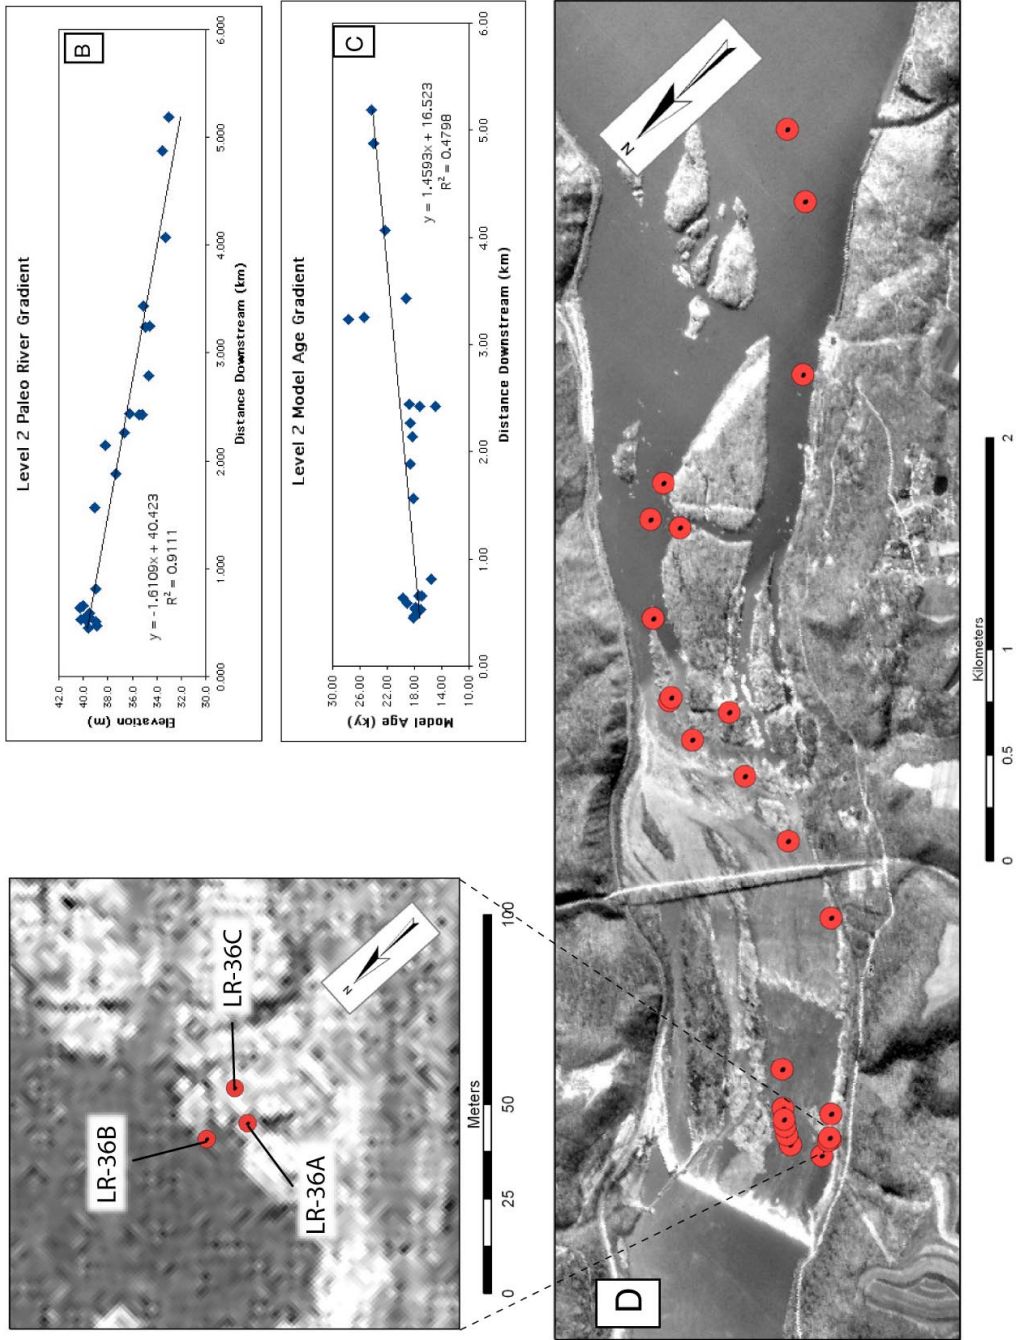 Level 2 Paleo River Gradient
B
Elevation (m)
42.0
40.0
38.0
36.0
34.0
32.0
30.0
y = -1.6109x + 40.423
R² = 0.9111
0.000
1.000
2.000
3.000
4.000
5.000
6.000
Distance Downstream (km)
Level 2 Model Age Gradient
C
Model Age (ky)
30.00
26.00
22.00
18.00
14.00
10.00
y = 1.4593x + 16.523
R² = 0.4798
0.00
1.00
2.00
3.00
4.00
5.00
6.00
Distance Downstream (km)
LR-36B
LR-36C
LR-36A
N
0
25
50
100
Meters
D
N
0
0.5
1
2
Kilometers